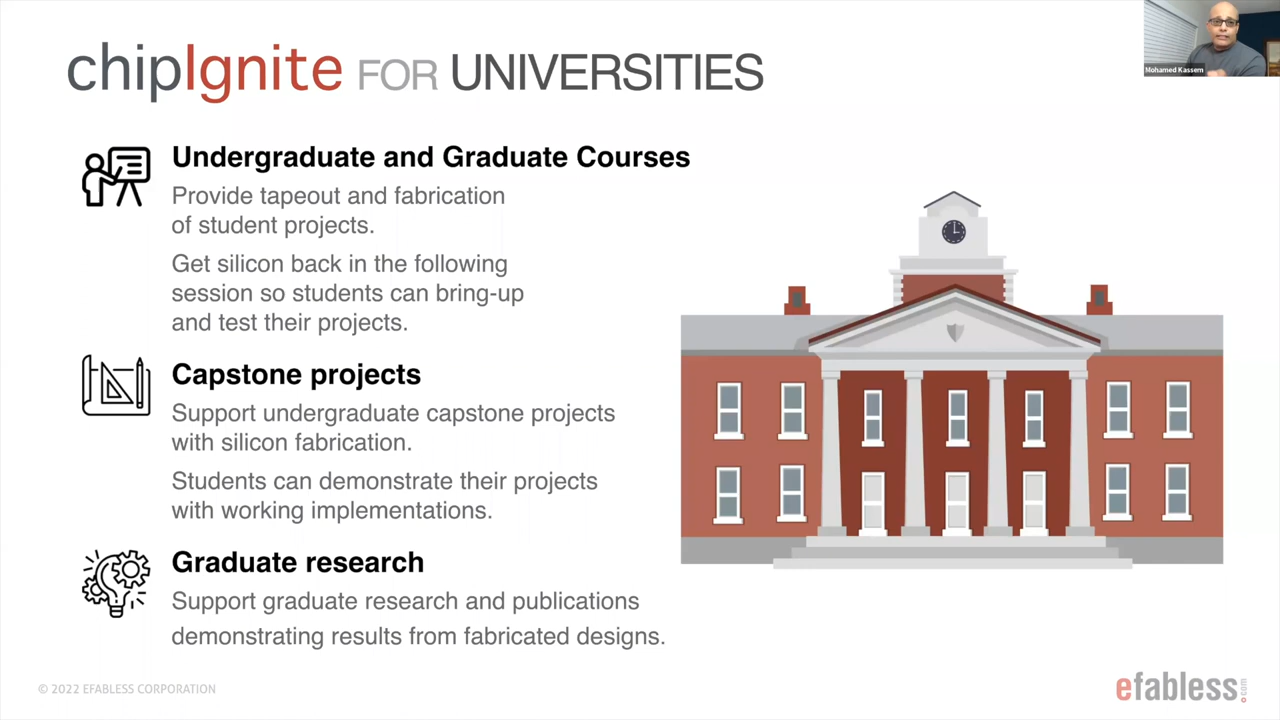 chipIgnite FOR UNIVERSITIES
Mohamed Kassem
Undergraduate and Graduate Courses
Provide tapeout and fabrication
of student projects.
Get silicon back in the following
session so students can bring-up
and test their projects.
Capstone projects
Support undergraduate capstone projects
with silicon fabrication.
Students can demonstrate their projects
with working implementations.
Graduate research
Support graduate research and publications
demonstrating results from fabricated designs.
© 2022 EFABLESS CORPORATION
efabless.com